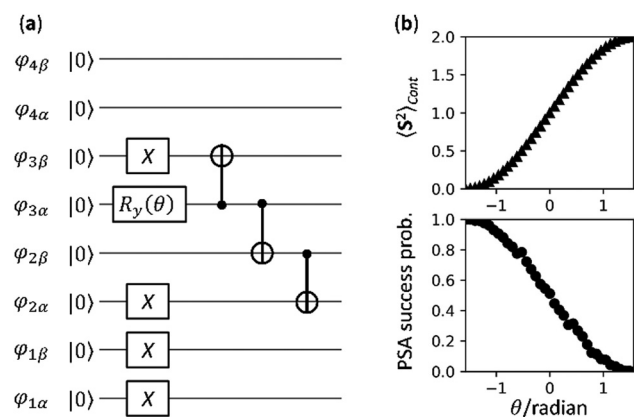 (a)
φ4β |0⟩
φ4α |0⟩
φ3β |0⟩ X
φ3α |0⟩ Ry(θ)
φ2β |0⟩
φ2α |0⟩ X
φ1β |0⟩ X
φ1α |0⟩ X
(b)
⟨S²⟩Cont
2.0
1.5
1.0
0.5
0.0
−1 0 1
PSA success prob.
1.0
0.8
0.6
0.4
0.2
0.0
−1 0 1
θ/radian